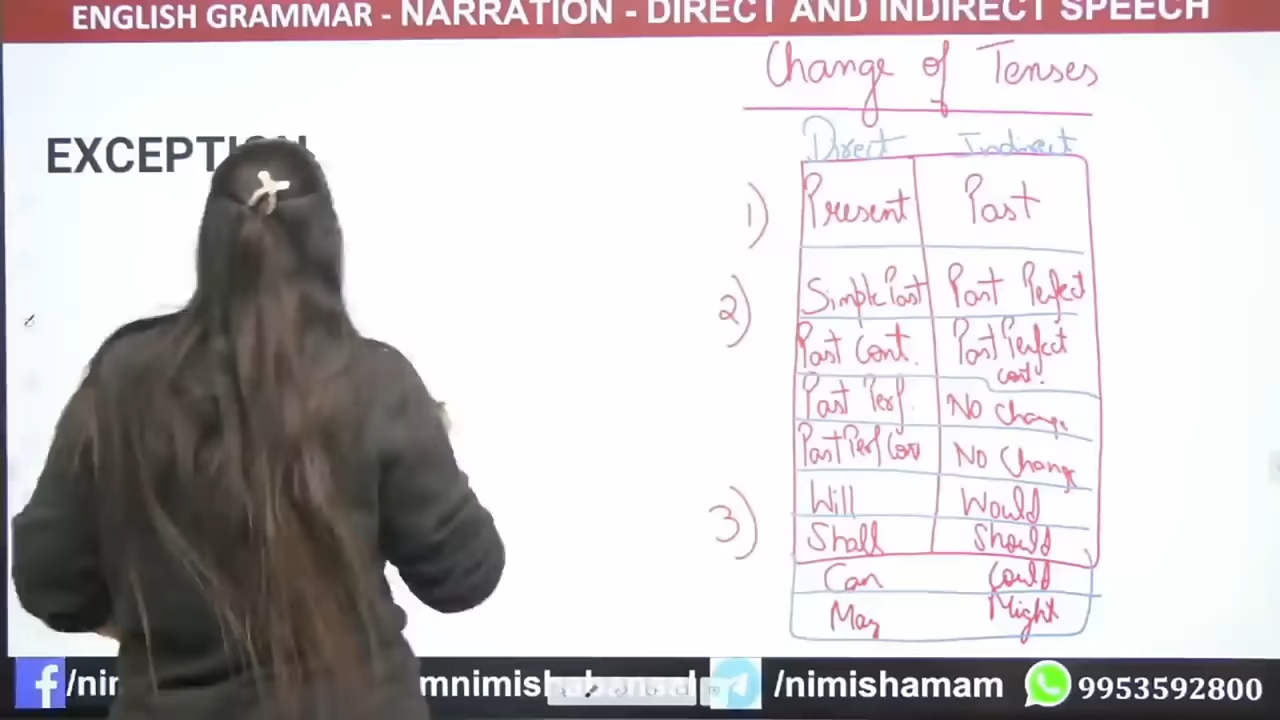 ENGLISH GRAMMAR - NARRATION - DIRECT AND INDIRECT SPEECH
Change of Tenses
EXCEPTION
Direct Indirect
1) Present Past
2) Simple Past Past Perfect
Past Cont. Past Perfect cont.
Past Perf. No change
Past Perf Con No Change
3) Will Would
Shall Should
Can Could
May Might
/nimishamam 9953592800